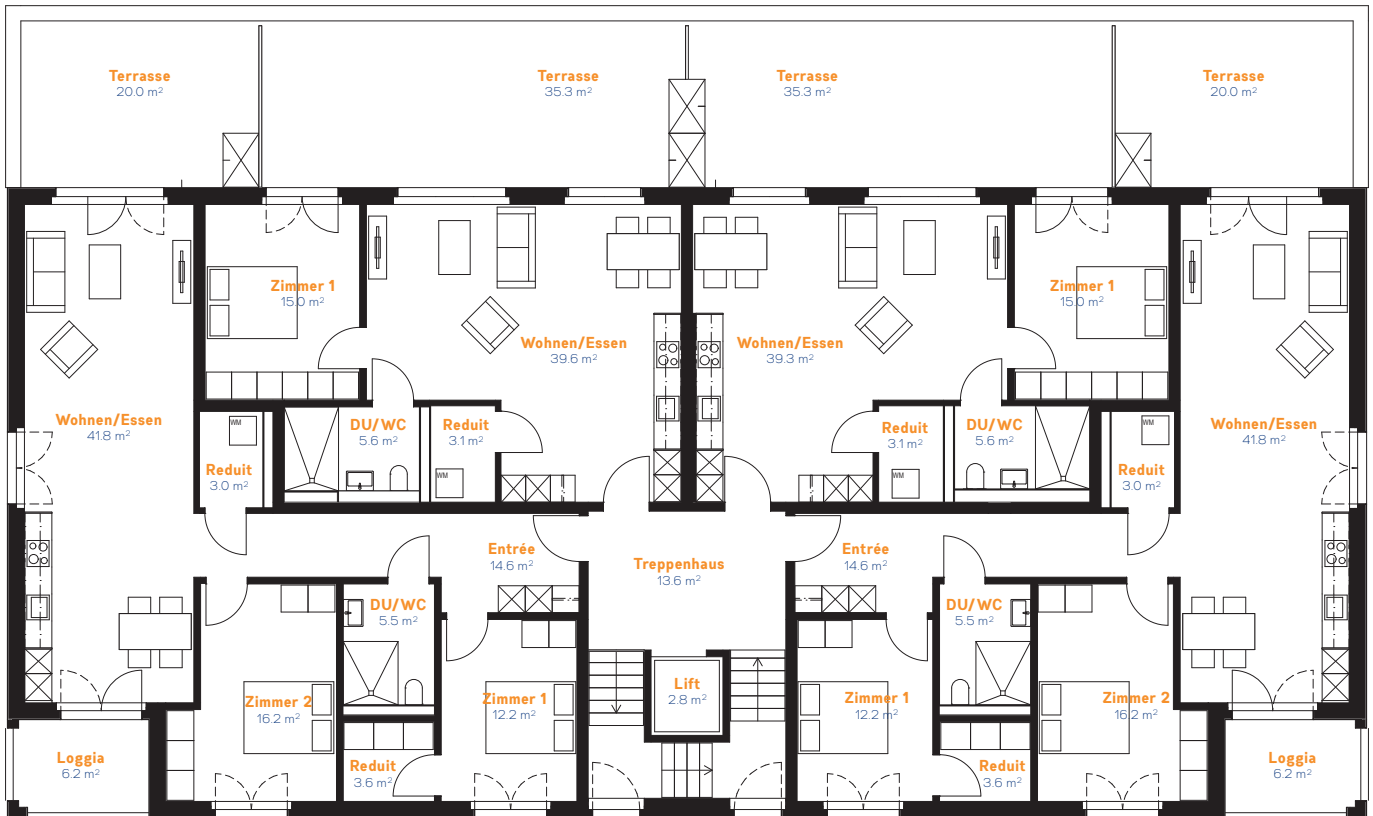 Terrasse
20.0 m²
Terrasse
35.3 m²
Terrasse
35.3 m²
Terrasse
20.0 m²
Zimmer 1
15.0 m²
Wohnen/Essen
39.6 m²
Wohnen/Essen
39.3 m²
Zimmer 1
15.0 m²
Wohnen/Essen
41.8 m²
WM
Reduit
3.0 m²
DU/WC
5.6 m²
Reduit
3.1 m²
WM
Reduit
3.1 m²
WM
DU/WC
5.6 m²
WM
Reduit
3.0 m²
Wohnen/Essen
41.8 m²
Entrée
14.6 m²
Treppenhaus
13.6 m²
Entrée
14.6 m²
DU/WC
5.5 m²
DU/WC
5.5 m²
Zimmer 2
16.2 m²
Zimmer 1
12.2 m²
Lift
2.8 m²
Zimmer 1
12.2 m²
Zimmer 2
16.2 m²
Loggia
6.2 m²
Reduit
3.6 m²
Reduit
3.6 m²
Loggia
6.2 m²